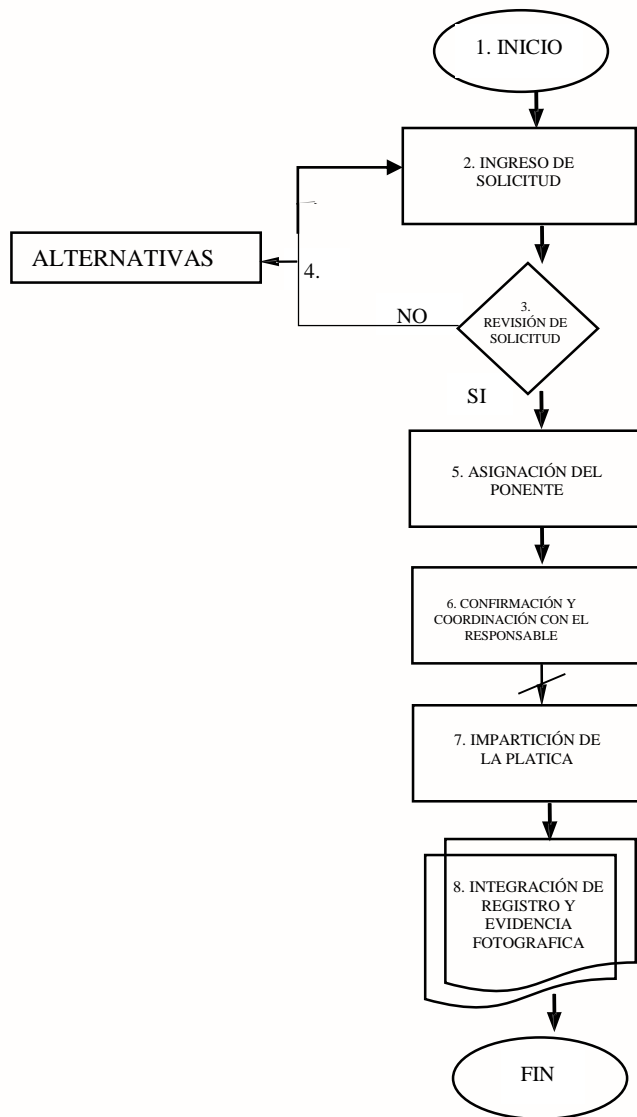 1. INICIO
2. INGRESO DE
SOLICITUD
ALTERNATIVAS
4.
NO
3.
REVISIÓN DE
SOLICITUD
SI
5. ASIGNACIÓN DEL
PONENTE
6. CONFIRMACIÓN Y
COORDINACIÓN CON EL
RESPONSABLE
7. IMPARTICIÓN DE
LA PLATICA
8. INTEGRACIÓN DE
REGISTRO Y
EVIDENCIA
FOTOGRAFICA
FIN